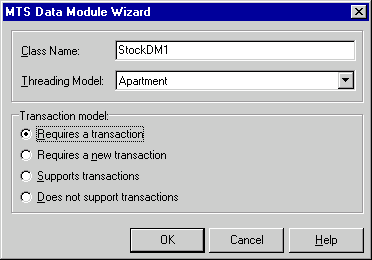 MTS Data Module Wizard
Class Name: StockDM1
Threading Model: Apartment
Transaction model:
Requires a transaction
Requires a new transaction
Supports transactions
Does not support transactions
OK Cancel Help